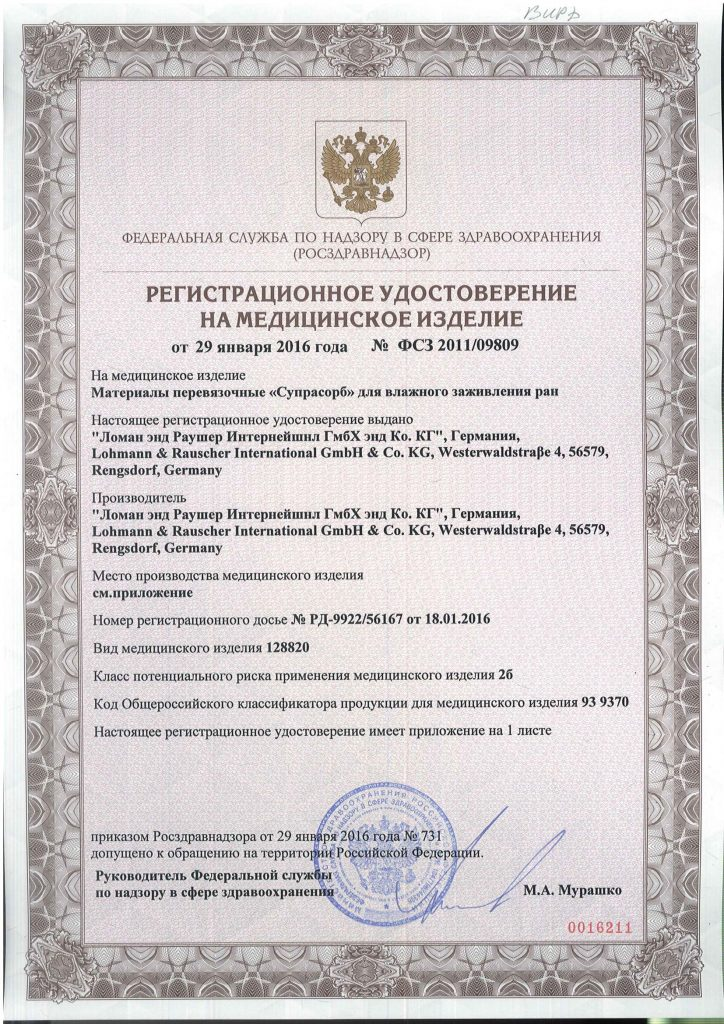 ВИРЪ
ФЕДЕРАЛЬНАЯ СЛУЖБА ПО НАДЗОРУ В СФЕРЕ ЗДРАВООХРАНЕНИЯ
(РОСЗДРАВНАДЗОР)
РЕГИСТРАЦИОННОЕ УДОСТОВЕРЕНИЕ
НА МЕДИЦИНСКОЕ ИЗДЕЛИЕ
от 29 января 2016 года № ФСЗ 2011/09809
На медицинское изделие
Материалы перевязочные «Супрасорб» для влажного заживления ран
Настоящее регистрационное удостоверение выдано
"Ломан энд Раушер Интернейшнл ГмбХ энд Ко. КГ", Германия,
Lohmann & Rauscher International GmbH & Co. KG, Westerwaldstraβe 4, 56579,
Rengsdorf, Germany
Производитель
"Ломан энд Раушер Интернейшнл ГмбХ энд Ко. КГ", Германия,
Lohmann & Rauscher International GmbH & Co. KG, Westerwaldstraβe 4, 56579,
Rengsdorf, Germany
Место производства медицинского изделия
см.приложение
Номер регистрационного досье № РД-9922/56167 от 18.01.2016
Вид медицинского изделия 128820
Класс потенциального риска применения медицинского изделия 2б
Код Общероссийского классификатора продукции для медицинского изделия 93 9370
Настоящее регистрационное удостоверение имеет приложение на 1 листе
приказом Росздравнадзора от 29 января 2016 года № 731
допущено к обращению на территории Российской Федерации.
Руководитель Федеральной службы
по надзору в сфере здравоохранения
М.А. Мурашко
0016211